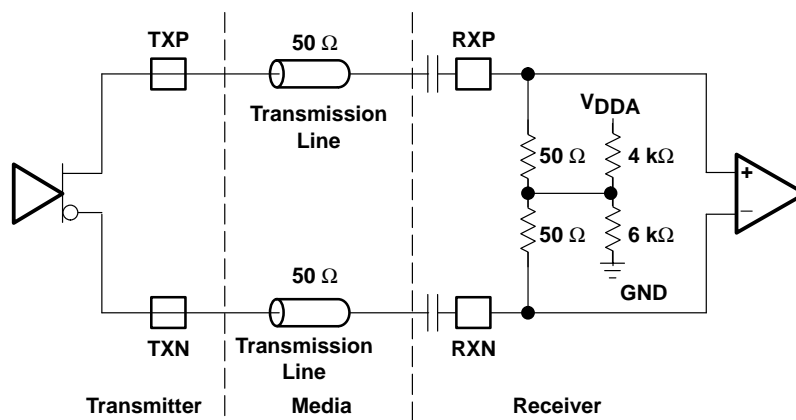 TXP
50 Ω
RXP
Transmission
Line
VDDA
50 Ω
4 kΩ
+
50 Ω
6 kΩ
−
GND
50 Ω
TXN
Transmission
Line
RXN
Transmitter
Media
Receiver